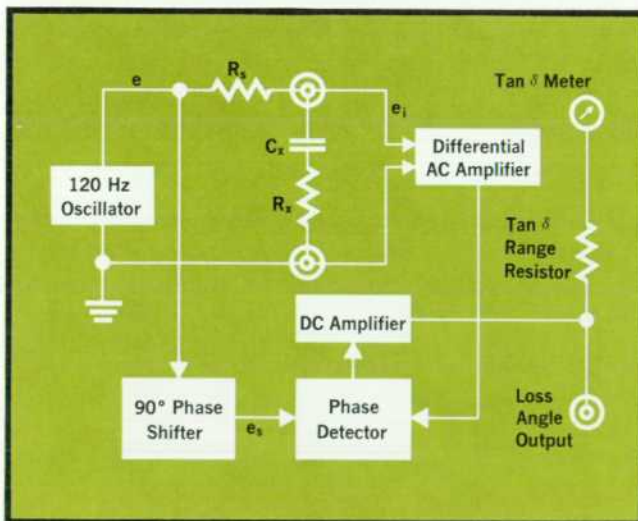 e
Rs
ei
Cx
Rx
120 Hz
Oscillator
Differential
AC Amplifier
Tan δ Meter
Tan δ
Range
Resistor
DC Amplifier
90° Phase
Shifter
es
Phase
Detector
Loss
Angle
Output